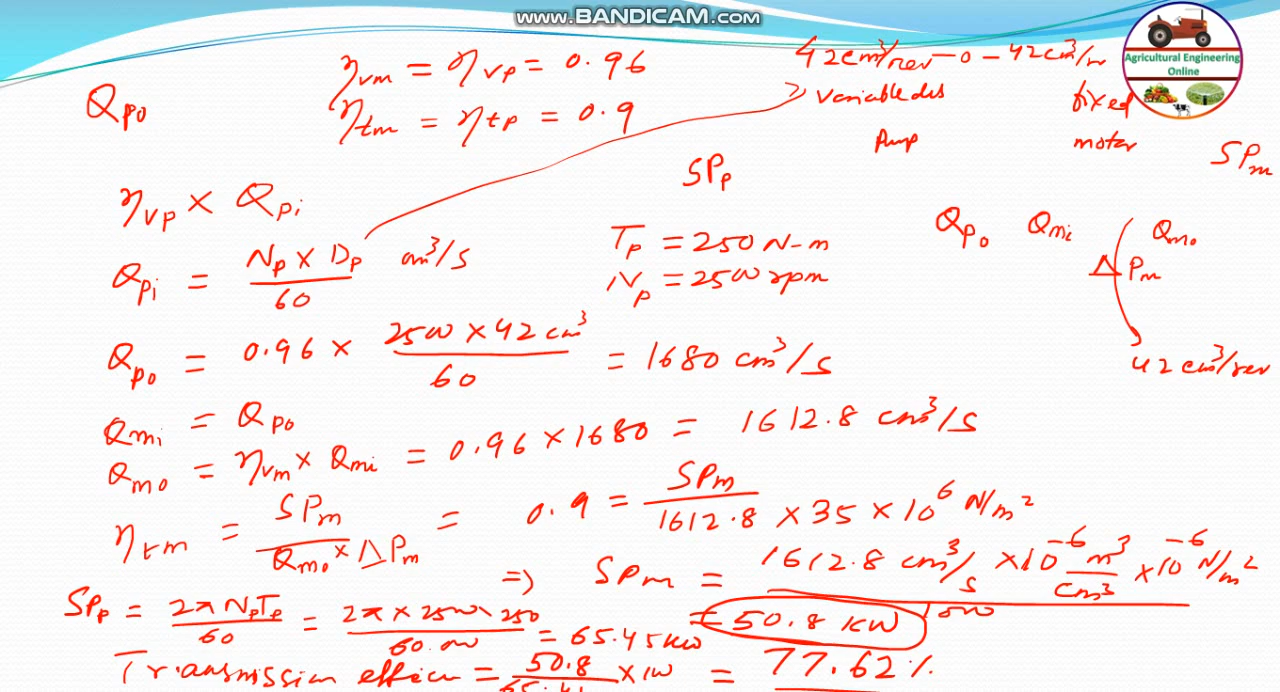 www.BANDICAM.com
Agricultural Engineering
Online
ηvm = ηvp = 0.96
42cm³/rev - 0 - 42cm³/r
Qpo
ηtm = ηtp = 0.9
variable dis
fixed
Pump
motor
SPm
SPp
ηvp × Qpi
Qpo Qmi Qmo
Tp = 250 N-m
ΔPm
Qpi = Np × Dp / 60 cm³/s
Np = 2500 rpm
Qpo = 0.96 × 2500 × 42 cm³ / 60 = 1680 cm³/s
42 cm³/rev
Qmi = Qpo
Qmo = ηvm × Qmi = 0.96 × 1680 = 1612.8 cm³/s
ηtm = SPm / Qmo × ΔPm = 0.9 = SPm / 1612.8 × 35 × 10⁶ N/m²
⇒ SPm = 1612.8 cm³/s × 10⁻⁶ m³/cm³ × 10⁻⁶ N/m² / 1000
= 50.8 KW
SPp = 2π NpTp / 60 = 2π × 2500 × 250 / 60.000 = 65.45 KW
Transmission efficien = 50.8 / × 100 = 77.62%